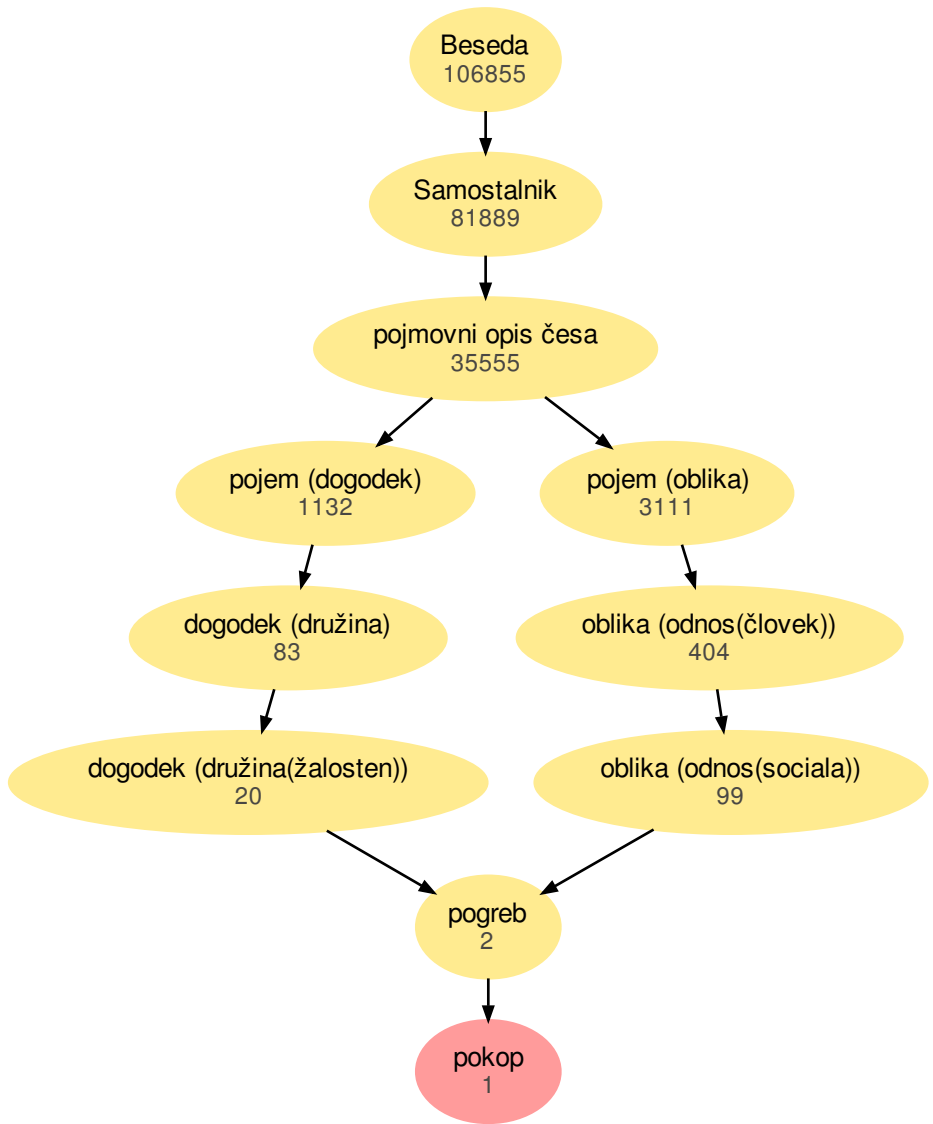 Beseda
106855
Samostalnik
81889
pojmovni opis česa
35555
pojem (dogodek)
1132
pojem (oblika)
3111
dogodek (družina)
83
oblika (odnos(človek))
404
dogodek (družina(žalosten))
20
oblika (odnos(sociala))
99
pogreb
2
pokop
1